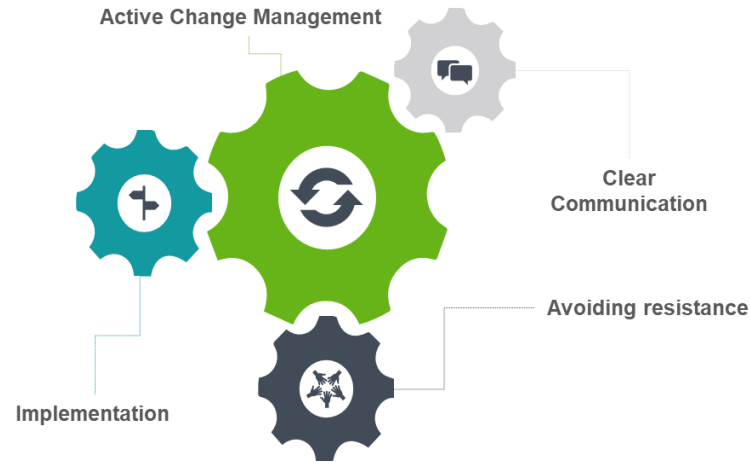 Active Change Management
Clear
Communication
Avoiding resistance
Implementation